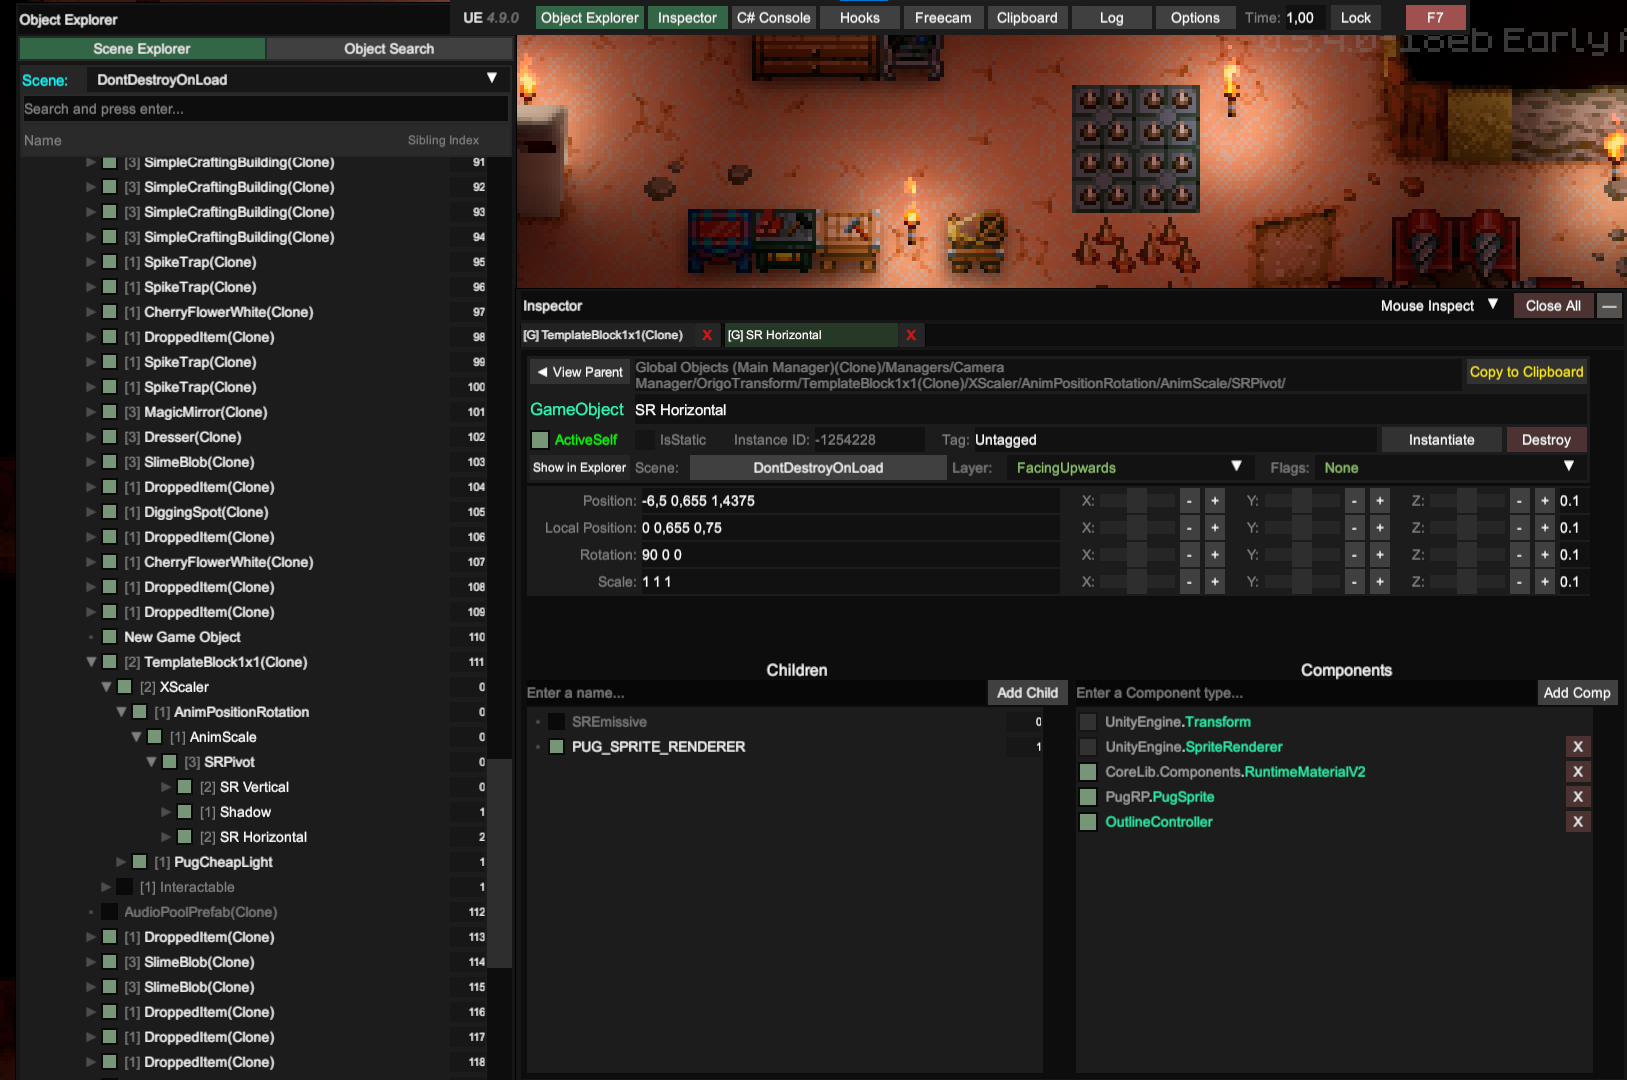 Object Explorer
UE 4.9.0
Object Explorer
Inspector
C# Console
Hooks
Freecam
Clipboard
Log
Options
Time: 1,00
Lock
F7
Scene Explorer
Object Search
Scene: DontDestroyOnLoad ▼
Search and press enter...
Name Sibling Index
▶ [3] SimpleCraftingBuilding(Clone) 91
▶ [3] SimpleCraftingBuilding(Clone) 92
▶ [3] SimpleCraftingBuilding(Clone) 93
▶ [3] SimpleCraftingBuilding(Clone) 94
▶ [1] SpikeTrap(Clone) 95
▶ [1] SpikeTrap(Clone) 96
▶ [1] CherryFlowerWhite(Clone) 97
▶ [1] DroppedItem(Clone) 98
▶ [1] SpikeTrap(Clone) 99
▶ [1] SpikeTrap(Clone) 100
▶ [3] MagicMirror(Clone) 101
▶ [3] Dresser(Clone) 102
▶ [3] SlimeBlob(Clone) 103
▶ [1] DroppedItem(Clone) 104
▶ [1] DiggingSpot(Clone) 105
▶ [1] DroppedItem(Clone) 106
▶ [1] CherryFlowerWhite(Clone) 107
▶ [1] DroppedItem(Clone) 108
▶ [1] DroppedItem(Clone) 109
New Game Object 110
▼ [2] TemplateBlock1x1(Clone) 111
▼ [2] XScaler 0
▼ [1] AnimPositionRotation 0
▼ [1] AnimScale 0
▼ [3] SRPivot 0
▶ [2] SR Vertical 0
▶ [1] Shadow 1
▶ [2] SR Horizontal 2
▶ [1] PugCheapLight 1
▶ [1] Interactable 1
AudioPoolPrefab(Clone) 112
▶ [1] DroppedItem(Clone) 113
▶ [3] SlimeBlob(Clone) 114
▶ [3] SlimeBlob(Clone) 115
▶ [1] DroppedItem(Clone) 116
▶ [1] DroppedItem(Clone) 117
▶ [1] DroppedItem(Clone) 118
Early
Inspector
Mouse Inspect ▼
Close All
—
[G] TemplateBlock1x1(Clone) X
[G] SR Horizontal X
◀ View Parent
Global Objects (Main Manager)(Clone)/Managers/Camera
Manager/OrigoTransform/TemplateBlock1x1(Clone)/XScaler/AnimPositionRotation/AnimScale/SRPivot/
Copy to Clipboard
GameObject SR Horizontal
ActiveSelf IsStatic Instance ID: -1254228 Tag: Untagged Instantiate Destroy
Show in Explorer Scene: DontDestroyOnLoad Layer: FacingUpwards ▼ Flags: None ▼
Position: -6,5 0,655 1,4375 X: - + Y: - + Z: - + 0.1
Local Position: 0 0,655 0,75 X: - + Y: - + Z: - + 0.1
Rotation: 90 0 0 X: - + Y: - + Z: - + 0.1
Scale: 1 1 1 X: - + Y: - + Z: - + 0.1
Children
Enter a name... Add Child
SREmissive 0
PUG_SPRITE_RENDERER 1
Components
Enter a Component type... Add Comp
UnityEngine.Transform
UnityEngine.SpriteRenderer X
CoreLib.Components.RuntimeMaterialV2 X
PugRP.PugSprite X
OutlineController X